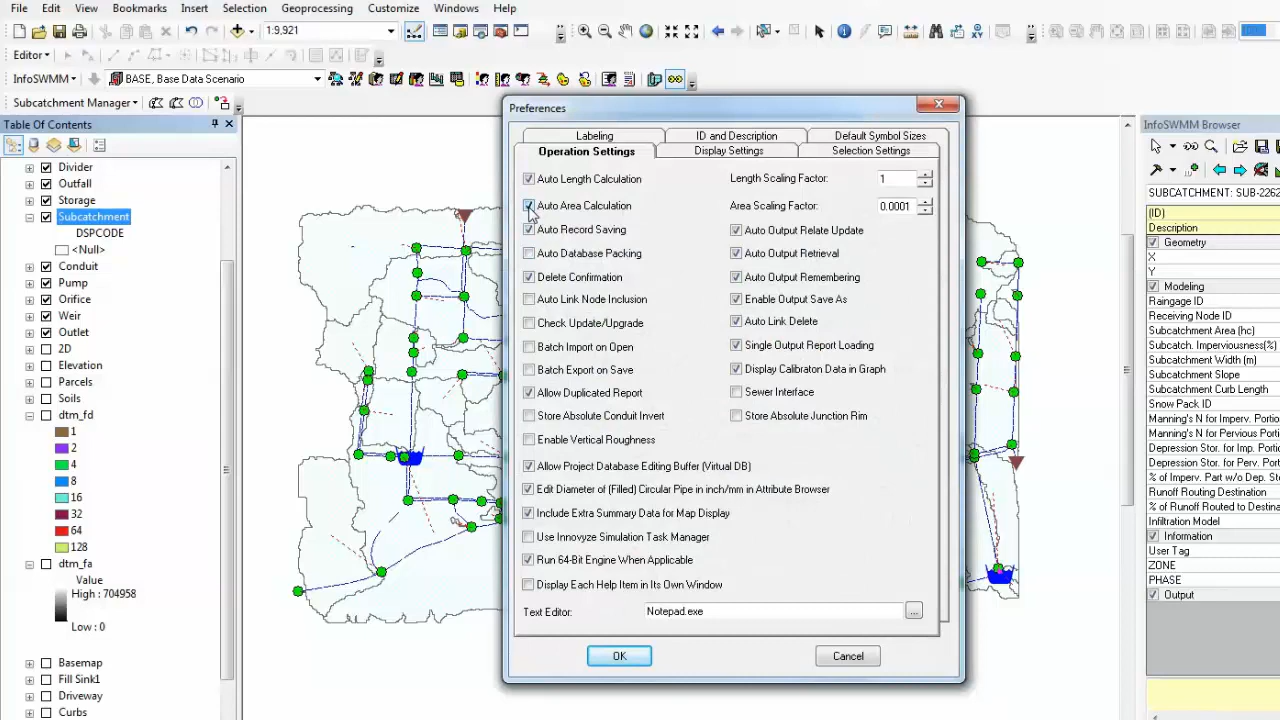 File Edit View Bookmarks Insert Selection Geoprocessing Customize Windows Help
1:9,921
Editor
InfoSWMM BASE, Base Data Scenario
Subcatchment Manager
Table Of Contents
Divider
Outfall
Storage
Subcatchment
DSPCODE
<Null>
Conduit
Pump
Orifice
Weir
Outlet
2D
Elevation
Parcels
Soils
dtm_fd
1
2
4
8
16
32
64
128
dtm_fa
Value
High : 704958
Low : 0
Basemap
Fill Sink1
Driveway
Curbs
Preferences
Labeling ID and Description Default Symbol Sizes
Operation Settings Display Settings Selection Settings
Auto Length Calculation Length Scaling Factor: 1
Auto Area Calculation Area Scaling Factor: 0.0001
Auto Record Saving Auto Output Relate Update
Auto Database Packing Auto Output Retrieval
Delete Confirmation Auto Output Remembering
Auto Link Node Inclusion Enable Output Save As
Check Update/Upgrade Auto Link Delete
Batch Import on Open Single Output Report Loading
Batch Export on Save Display Calibraton Data in Graph
Allow Duplicated Report Sewer Interface
Store Absolute Conduit Invert Store Absolute Junction Rim
Enable Vertical Roughness
Allow Project Database Editing Buffer (Virtual DB)
Edit Diameter of (Filled) Circular Pipe in inch/mm in Attribute Browser
Include Extra Summary Data for Map Display
Use Innovyze Simulation Task Manager
Run 64-Bit Engine When Applicable
Display Each Help Item in Its Own Window
Text Editor: Notepad.exe ...
OK Cancel
InfoSWMM Browser
SUBCATCHMENT: SUB-2262
(ID)
Description
Geometry
X
Y
Modeling
Raingage ID
Receiving Node ID
Subcatchment Area (hc)
Subcatch. Imperviousness(%)
Subcatchment Width (m)
Subcatchment Slope
Subcatchment Curb Length
Snow Pack ID
Manning's N for Imperv. Portio
Manning's N for Pervious Portio
Depression Stor. for Imp. Porti
Depression Stor. for Perv. Port
% of Imperv. Part w/o Dep. S
Runoff Routing Destination
% of Runoff Routed to Destina
Infiltration Model
Information
User Tag
ZONE
PHASE
Output